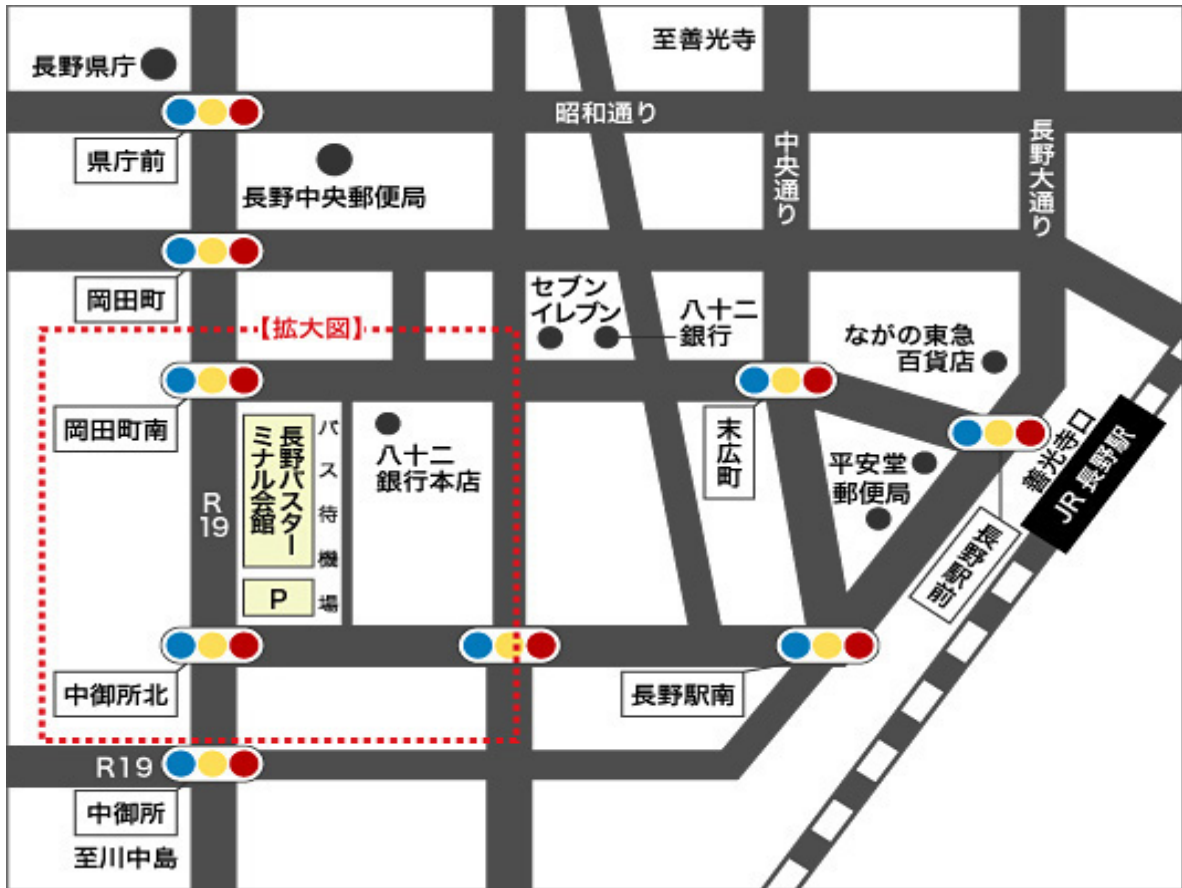 至善光寺
長野県庁
昭和通り
県庁前
中央通り
長野大通り
長野中央郵便局
岡田町
セブン
イレブン
八十二
銀行
【拡大図】
ながの東急
百貨店
岡田町南
長野バスター
ミナル会館
バス待機場
八十二
銀行本店
末広町
平安堂
郵便局
善光寺口
JR 長野駅
長野駅前
R
19
P
中御所北
長野駅南
R19
中御所
至川中島